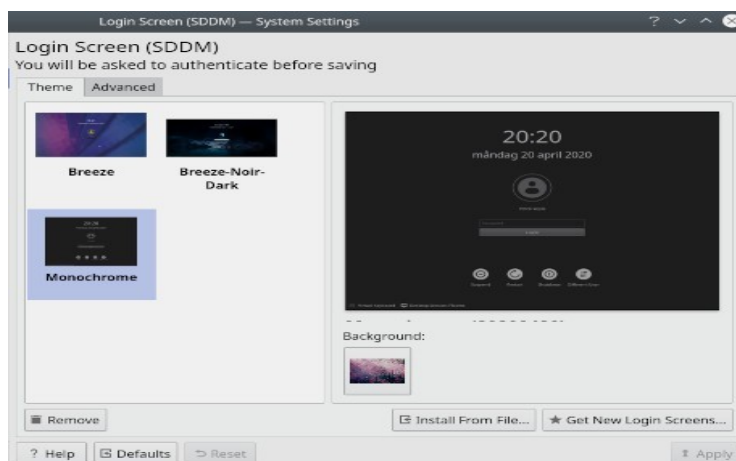 Login Screen (SDDM) — System Settings
Login Screen (SDDM)
You will be asked to authenticate before saving
Theme
Advanced
Breeze
Breeze-Noir-
Dark
Monochrome
20:20
måndag 20 april 2020
Background:
Remove
Install From File...
Get New Login Screens...
? Help
Defaults
Reset
Apply